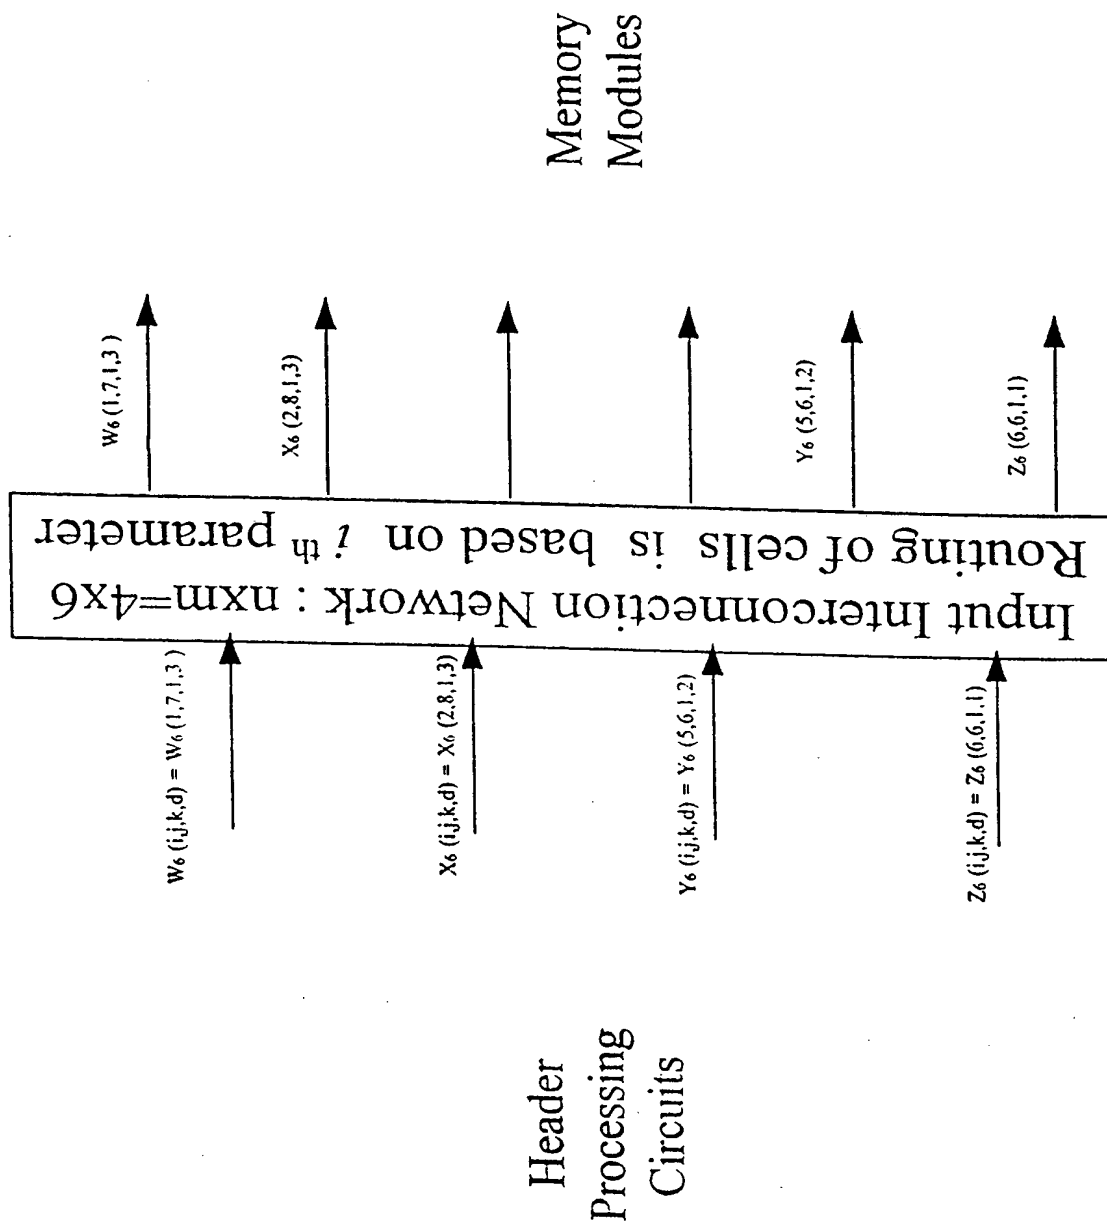 Header
Processing
Circuits
W6 (i,j,k,d) = W6 (1,7,1,3 )
X6 (i,j,k,d) = X6 (2,8,1,3)
Y6 (i,j,k,d) = Y6 (5,6,1,2)
Z6 (i,j,k,d) = Z6 (6,6,1,1)
Input Interconnection Network : nxm=4x6
Routing of cells is based on i th parameter
W6 (1,7,1,3 )
X6 (2,8,1,3)
Y6 (5,6,1,2)
Z6 (6,6,1,1)
Memory
Modules